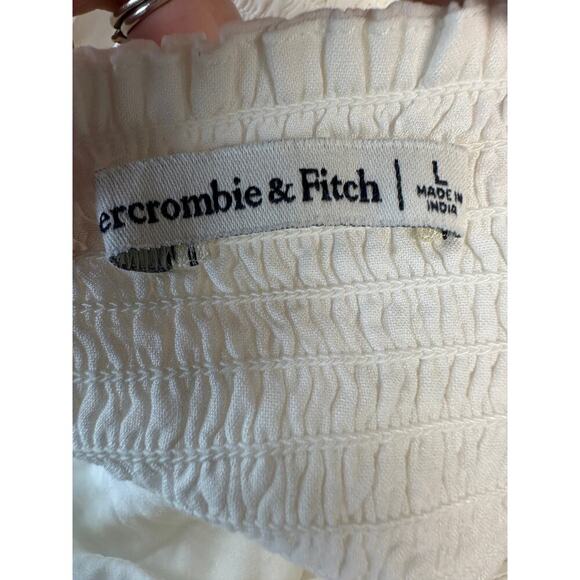 ercrombie & Fitch | L
MADE IN
INDIA